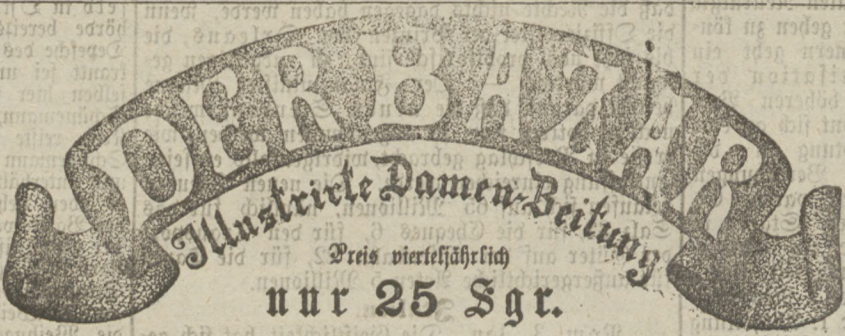 DER BAZAR
Illustrirte Damen-Zeitung
Preis vierteljährlich
nur 25 Sgr.